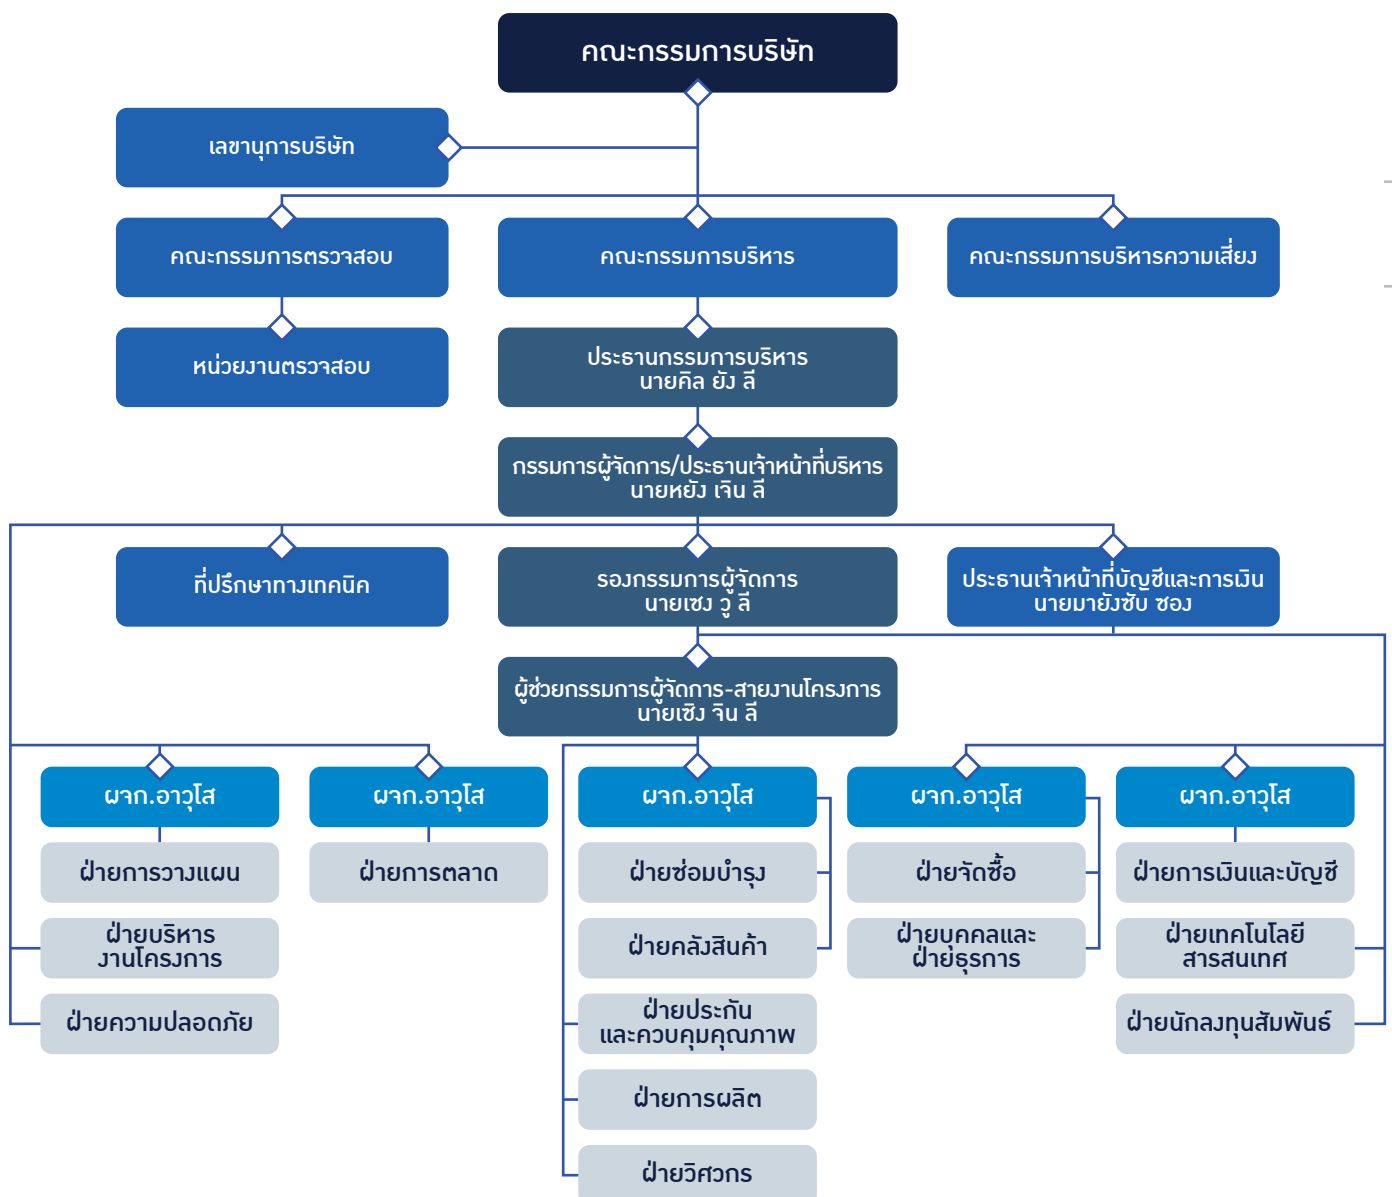 คณะกรรมการบริษัท
เลขานุการบริษัท
คณะกรรมการตรวจสอบ
คณะกรรมการบริหาร
คณะกรรมการบริหารความเสี่ยง
หน่วยงานตรวจสอบ
ประธานกรรมการบริหาร
นายคิล ยัง ลี
กรรมการผู้จัดการ/ประธานเจ้าหน้าที่บริหาร
นายหยัง เจิน ลี
ที่ปรึกษาทางเทคนิค
รองกรรมการผู้จัดการ
นายเซง วู ลี
ประธานเจ้าหน้าที่บัญชีและการเงิน
นายมายังซับ ซอง
ผู้ช่วยกรรมการผู้จัดการ-สายงานโครงการ
นายเซิง จิน ลี
ผจก.อาวุโส
ผจก.อาวุโส
ผจก.อาวุโส
ผจก.อาวุโส
ผจก.อาวุโส
ฝ่ายการวางแผน
ฝ่ายการตลาด
ฝ่ายซ่อมบำรุง
ฝ่ายจัดซื้อ
ฝ่ายการเงินและบัญชี
ฝ่ายบริหาร
งานโครงการ
ฝ่ายคลังสินค้า
ฝ่ายบุคคลและ
ฝ่ายธุรการ
ฝ่ายเทคโนโลยี
สารสนเทศ
ฝ่ายความปลอดภัย
ฝ่ายประกัน
และควบคุมคุณภาพ
ฝ่ายนักลงทุนสัมพันธ์
ฝ่ายการผลิต
ฝ่ายวิศวกร